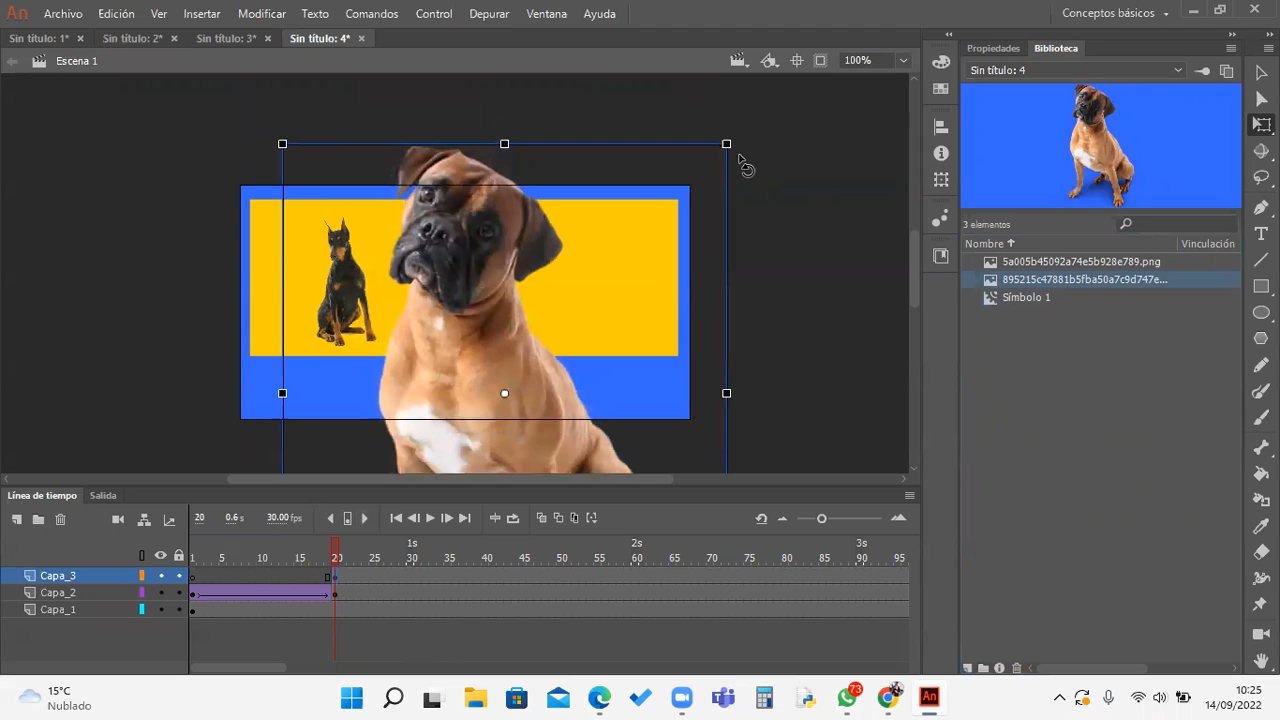 An Archivo Edición Ver Insertar Modificar Texto Comandos Control Depurar Ventana Ayuda Conceptos básicos
Sin título: 1* Sin título: 2* Sin título: 3* Sin título: 4*
Escena 1 100%
Propiedades Biblioteca
Sin título: 4
3 elementos
Nombre Vinculación
5a005b45092a74e5b928e789.png
895215c47881b5fba50a7c9d747e...
Símbolo 1
Línea de tiempo Salida
20 0.6 s 30.00 fps
1s 2s 3s
1 5 10 15 20 25 30 35 40 45 50 55 60 65 70 75 80 85 90 95
Capa_3
Capa_2
Capa_1
15°C
Nublado
73
An
10:25
14/09/2022